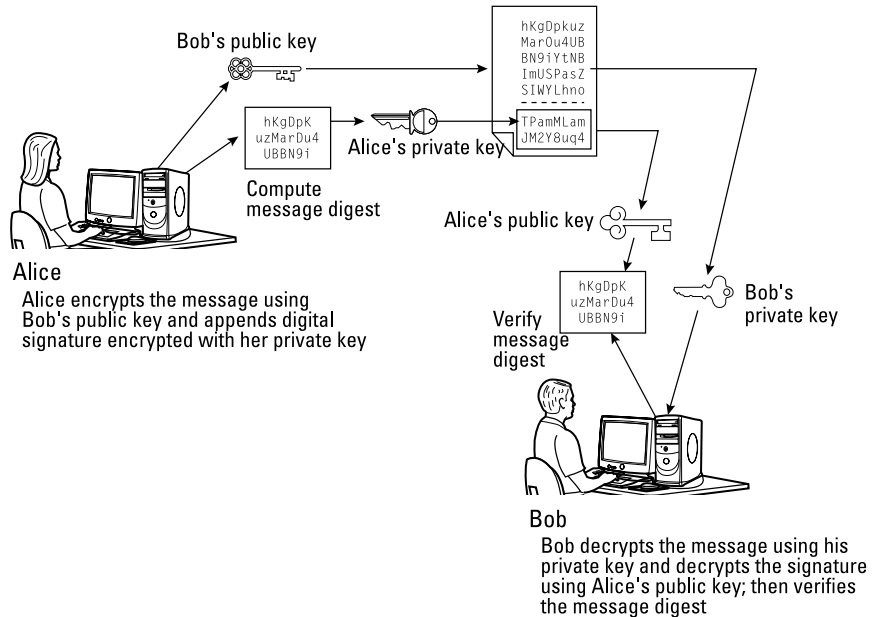 Bob's public key
hKgDpkuz
MarOu4UB
BN9iYtNB
ImUSPasZ
SIWYLhno
TPamMLam
JM2Y8uq4
hKgDpK
uzMarDu4
UBBN9i
Alice's private key
Compute
message digest
Alice
Alice encrypts the message using
Bob's public key and appends digital
signature encrypted with her private key
Alice's public key
hKgDpK
uzMarDu4
UBBN9i
Verify
message
digest
Bob's
private key
Bob
Bob decrypts the message using his
private key and decrypts the signature
using Alice's public key; then verifies
the message digest